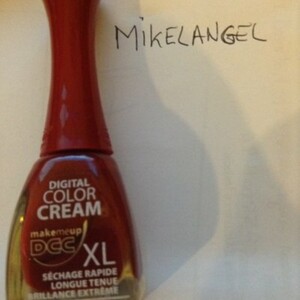 MIKELANGEL
DIGITAL
COLOR
CREAM
makemeup
DCC
XL
SÉCHAGE RAPIDE
LONGUE TENUE
BRILLANCE EXTRÊME